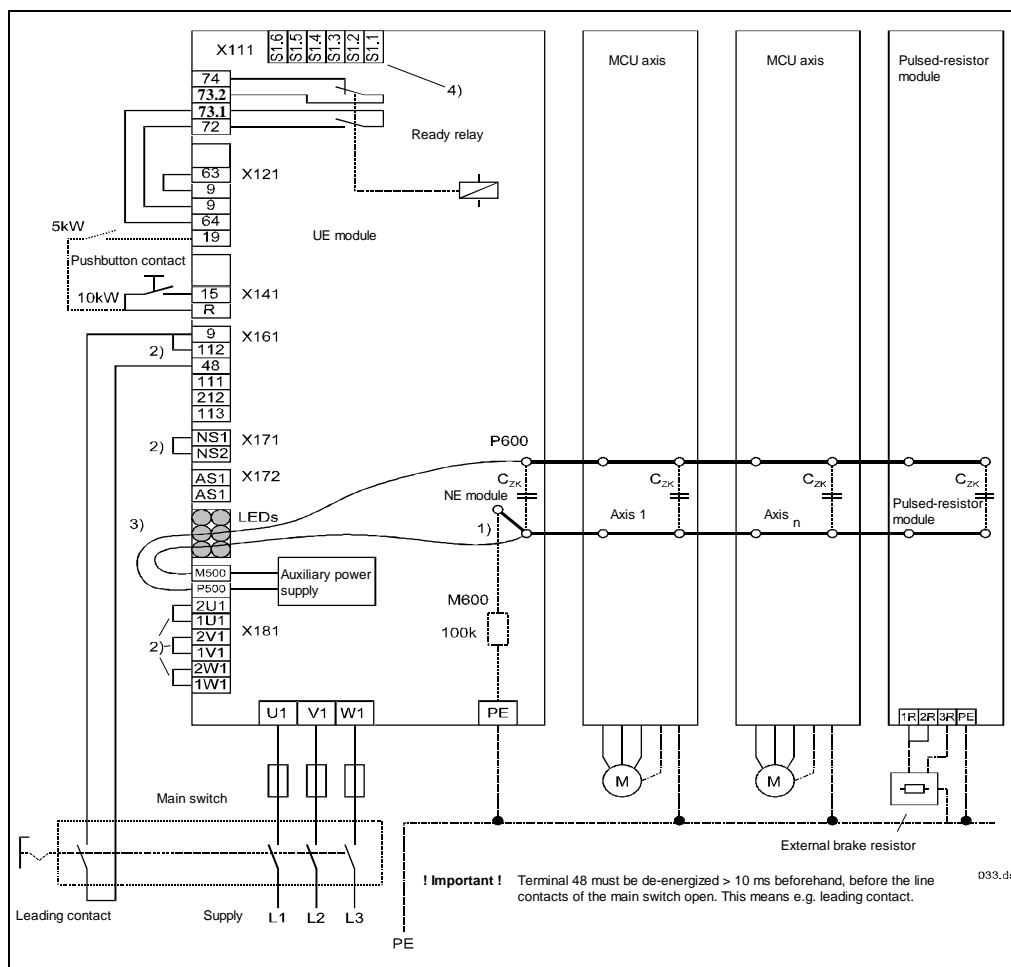 X111
S1.6 S1.5 S1.4 S1.3 S1.2 S1.1
MCU axis
MCU axis
Pulsed-resistor
module
74
73.2
73.1
72
4)
Ready relay
63
X121
9
9
64
19
5kW
UE module
Pushbutton contact
10kW
15
X141
R
9
X161
2)
112
48
111
212
113
2)
NS1
X171
NS2
AS1
X172
AS1
LEDs
3)
P600
CZK
CZK
CZK
CZK
NE module
1)
Axis 1
Axis n
Pulsed-resistor
module
M500
P500
Auxiliary power
supply
2U1
1U1
X181
2)
2V1
1V1
2W1
1W1
M600
100k
U1 V1 W1
PE
1R 2R 3R PE
M
M
Main switch
External brake resistor
Leading contact
Supply
L1 L2 L3
PE
! Important ! Terminal 48 must be de-energized > 10 ms beforehand, before the line
contacts of the main switch open. This means e.g. leading contact.
033.ds